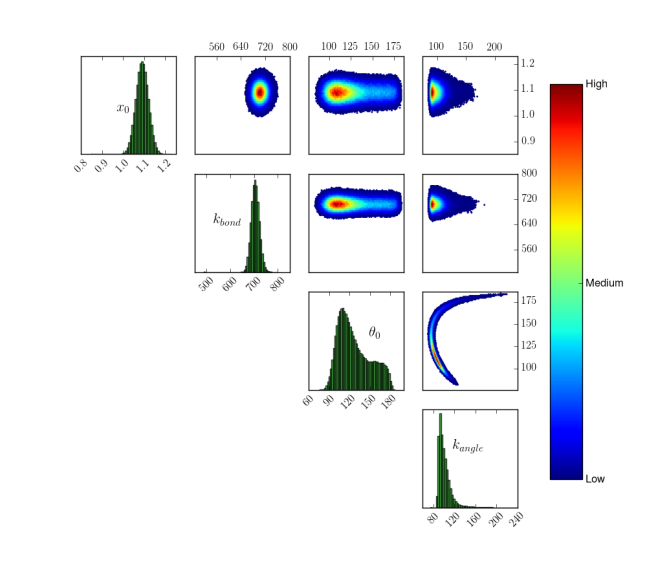 560 640 720 800
100 125 150 175
100 150 200
x₀
1.2
1.1
1.0
0.9
High
0.8 0.9 1.0 1.1 1.2
k_bond
800
720
640
560
500 600 700 800
Medium
θ₀
175
150
125
100
60 90 120 150 180
k_angle
Low
80 120 160 200 240